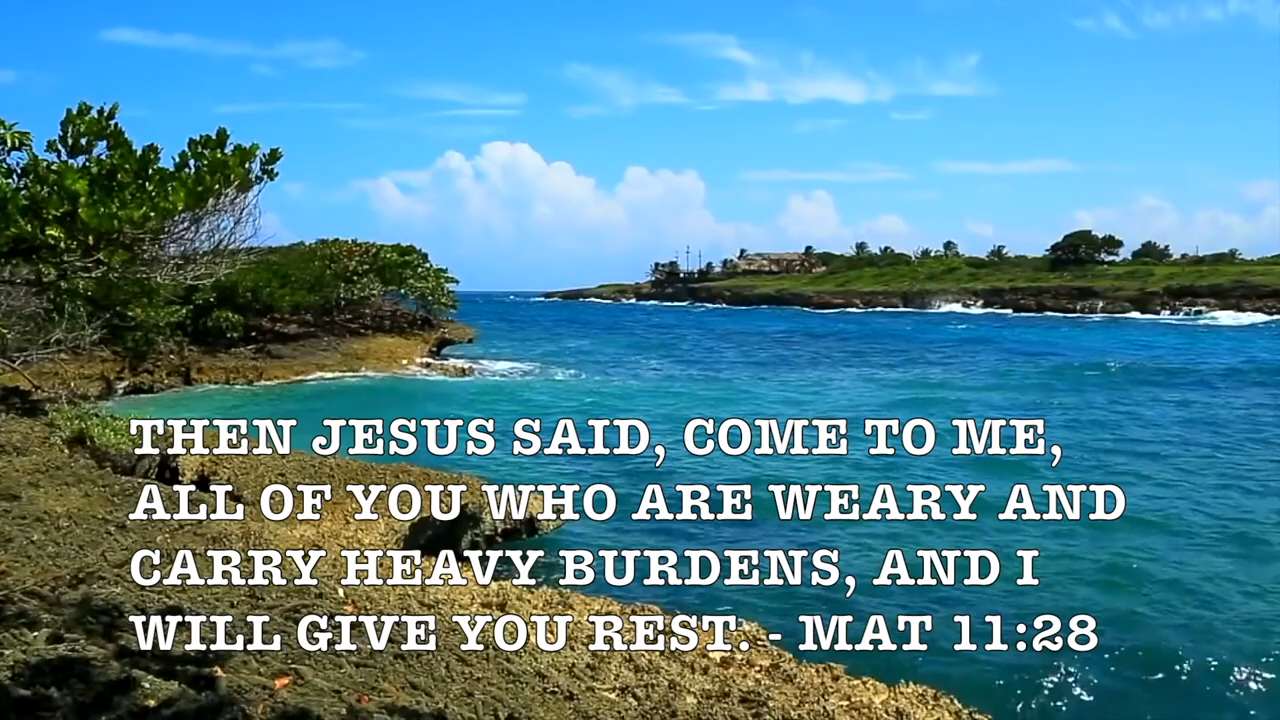 THEN JESUS SAID, COME TO ME,
ALL OF YOU WHO ARE WEARY AND
CARRY HEAVY BURDENS, AND I
WILL GIVE YOU REST. - MAT 11:28